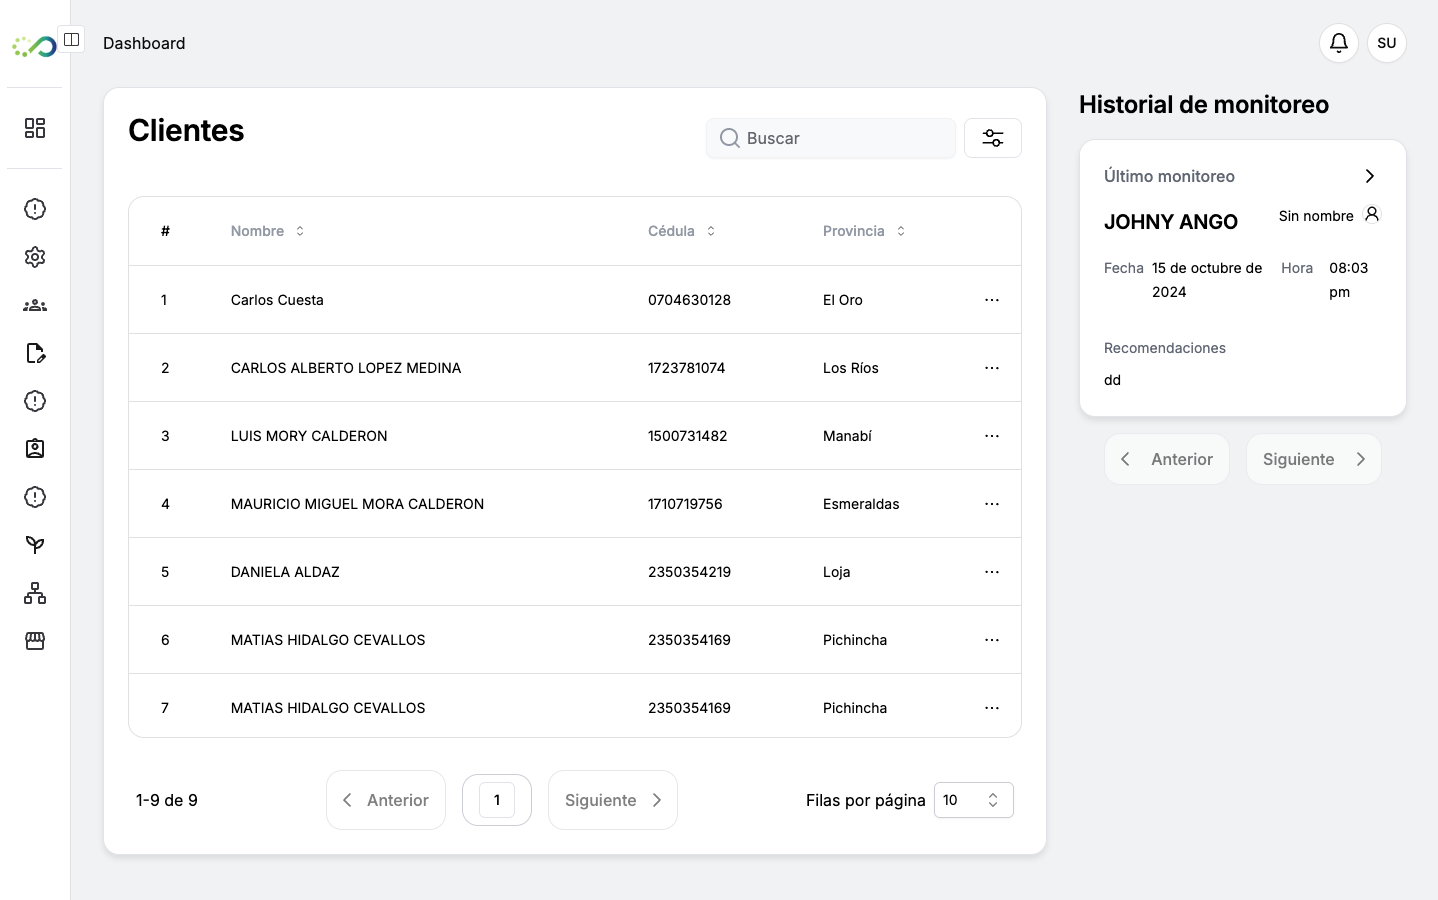 Dashboard
SU
Clientes
Buscar
# Nombre Cédula Provincia
1 Carlos Cuesta 0704630128 El Oro
2 CARLOS ALBERTO LOPEZ MEDINA 1723781074 Los Ríos
3 LUIS MORY CALDERON 1500731482 Manabí
4 MAURICIO MIGUEL MORA CALDERON 1710719756 Esmeraldas
5 DANIELA ALDAZ 2350354219 Loja
6 MATIAS HIDALGO CEVALLOS 2350354169 Pichincha
7 MATIAS HIDALGO CEVALLOS 2350354169 Pichincha
1-9 de 9
Anterior
1
Siguiente
Filas por página 10
Historial de monitoreo
Último monitoreo
JOHNY ANGO
Sin nombre
Fecha 15 de octubre de
2024
Hora 08:03
pm
Recomendaciones
dd
Anterior
Siguiente